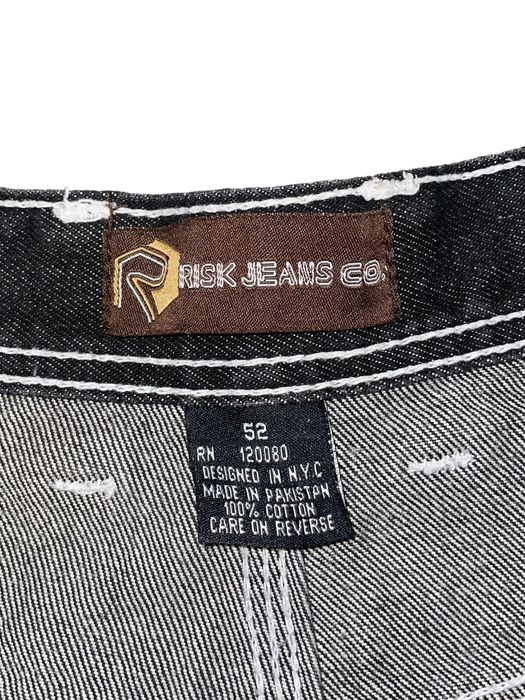 R RISK JEANS CO.
52
RN 120080
DESIGNED IN N.Y.C
MADE IN PAKISTAN
100% COTTON
CARE ON REVERSE